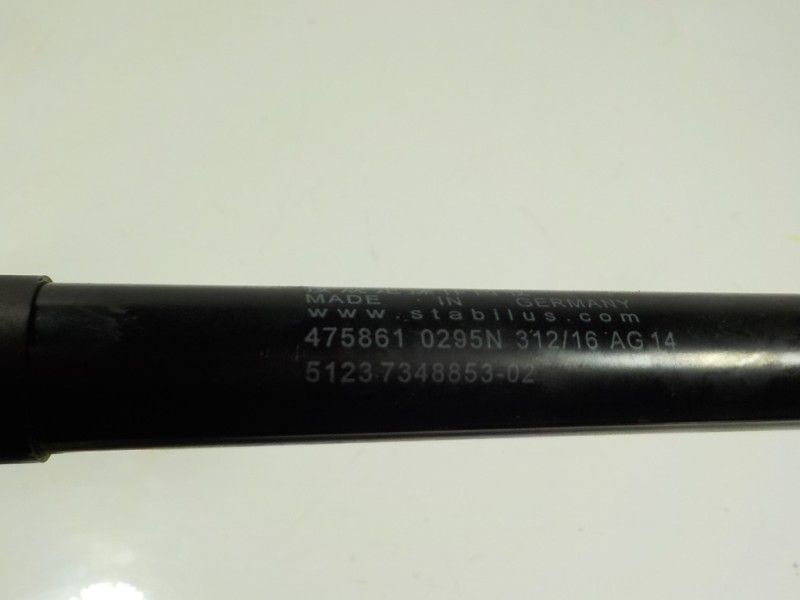 MADE IN GERMANY
www.stabilus.com
475861 0295N 312/16 AG 14
5123 7348853-02